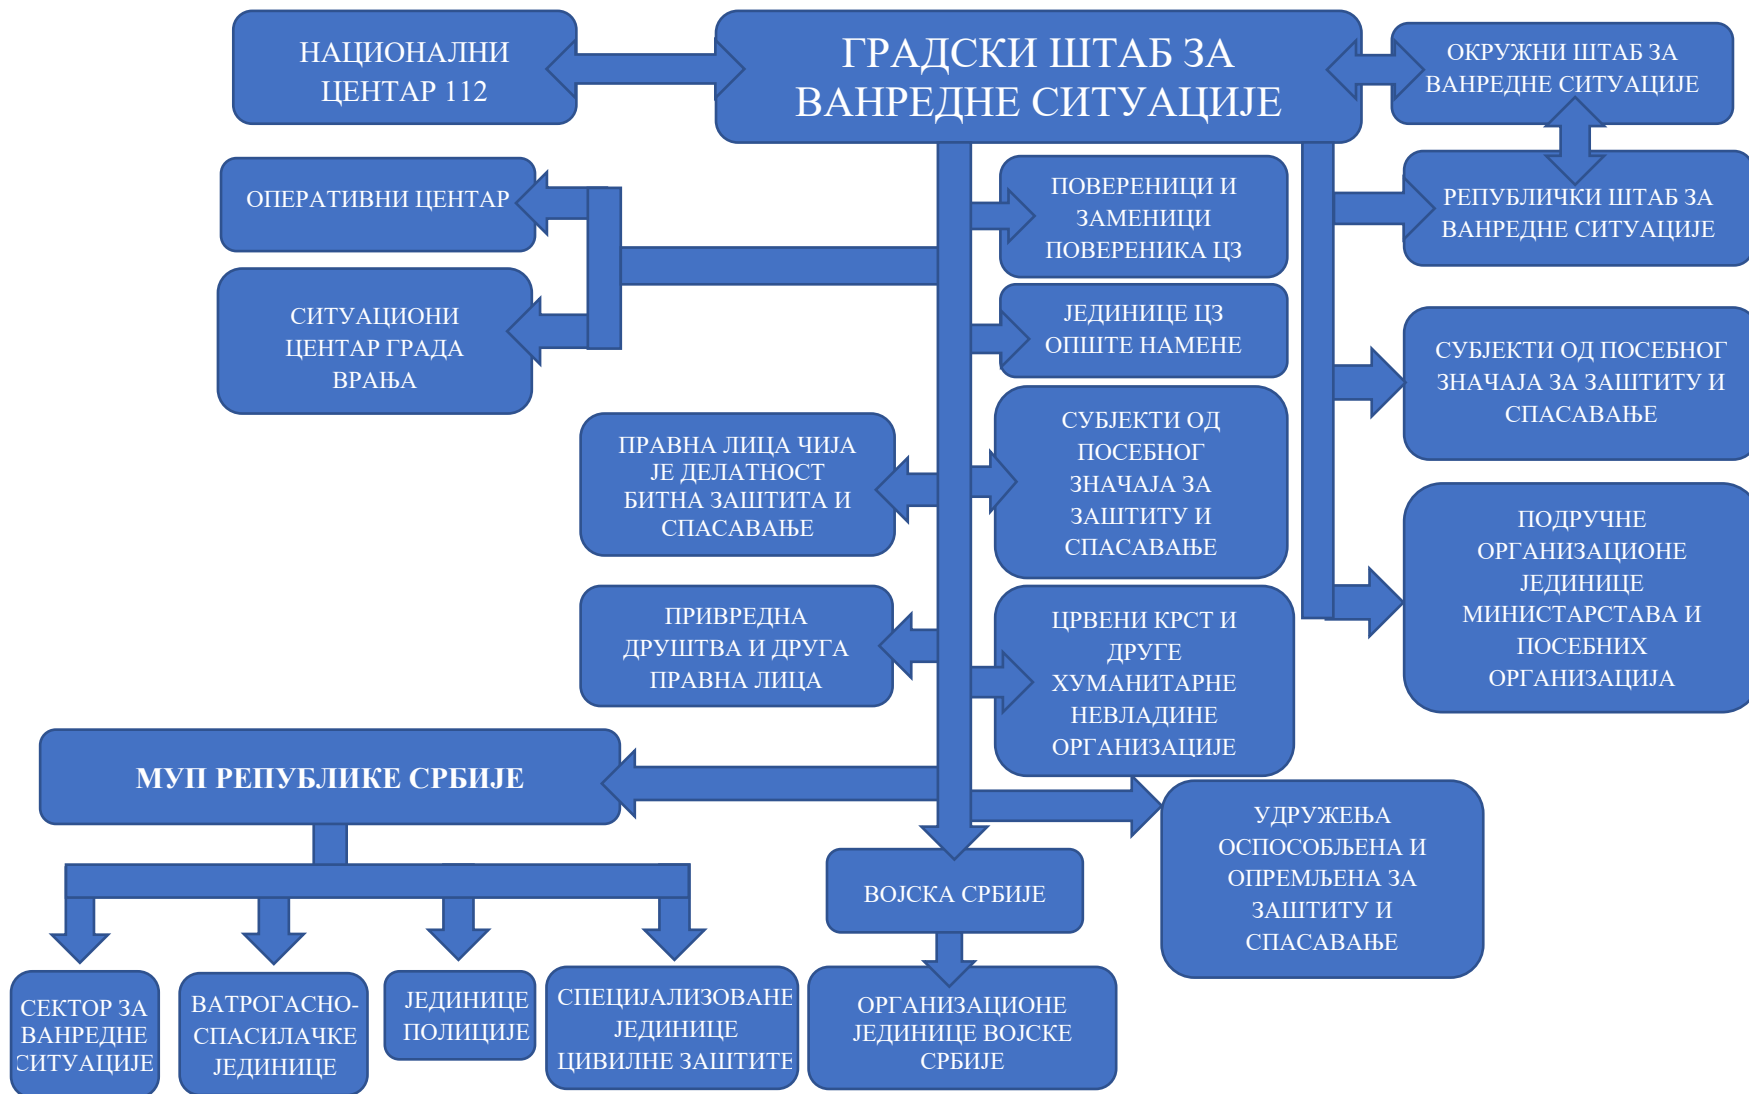 НАЦИОНАЛНИ
ЦЕНТАР 112
ГРАДСКИ ШТАБ ЗА
ВАНРЕДНЕ СИТУАЦИЈЕ
ОКРУЖНИ ШТАБ ЗА
ВАНРЕДНЕ СИТУАЦИЈЕ
ОПЕРАТИВНИ ЦЕНТАР
ПОВЕРЕНИЦИ И
ЗАМЕНИЦИ
ПОВЕРЕНИКА ЦЗ
РЕПУБЛИЧКИ ШТАБ ЗА
ВАНРЕДНЕ СИТУАЦИЈЕ
СИТУАЦИОНИ
ЦЕНТАР ГРАДА
ВРАЊА
ЈЕДИНИЦЕ ЦЗ
ОПШТЕ НАМЕНЕ
СУБЈЕКТИ ОД ПОСЕБНОГ
ЗНАЧАЈА ЗА ЗАШТИТУ И
СПАСАВАЊЕ
ПРАВНА ЛИЦА ЧИЈА
ЈЕ ДЕЛАТНОСТ
БИТНА ЗАШТИТА И
СПАСАВАЊЕ
СУБЈЕКТИ ОД
ПОСЕБНОГ
ЗНАЧАЈА ЗА
ЗАШТИТУ И
СПАСАВАЊЕ
ПОДРУЧНЕ
ОРГАНИЗАЦИОНЕ
ЈЕДИНИЦЕ
МИНИСТАРСТАВА И
ПОСЕБНИХ
ОРГАНИЗАЦИЈА
ПРИВРЕДНА
ДРУШТВА И ДРУГА
ПРАВНА ЛИЦА
ЦРВЕНИ КРСТ И
ДРУГЕ
ХУМАНИТАРНЕ
НЕВЛАДИНЕ
ОРГАНИЗАЦИЈЕ
МУП РЕПУБЛИКЕ СРБИЈЕ
УДРУЖЕЊА
ОСПОСОБЉЕНА И
ОПРЕМЉЕНА ЗА
ЗАШТИТУ И
СПАСАВАЊЕ
ВОЈСКА СРБИЈЕ
СЕКТОР ЗА
ВАНРЕДНЕ
СИТУАЦИЈЕ
ВАТРОГАСНО-
СПАСИЛАЧКЕ
ЈЕДИНИЦЕ
ЈЕДИНИЦЕ
ПОЛИЦИЈЕ
СПЕЦИЈАЛИЗОВАНЕ
ЈЕДИНИЦЕ
ЦИВИЛНЕ ЗАШТИТЕ
ОРГАНИЗАЦИОНЕ
ЈЕДИНИЦЕ ВОЈСКЕ
СРБИЈЕ